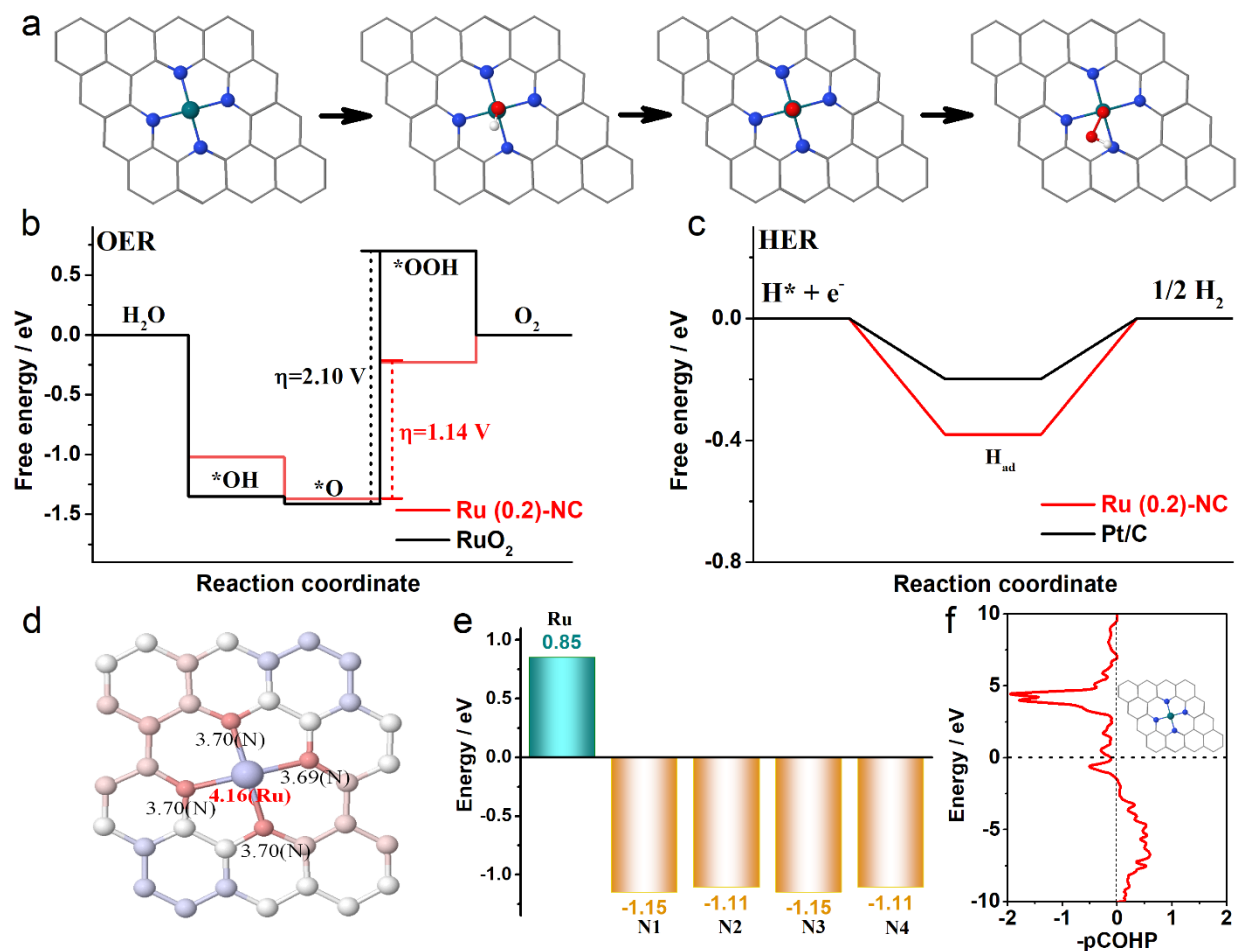 a
b
OER
0.5
0.0
-0.5
-1.0
-1.5
Free energy / eV
H₂O
*OH
*O
*OOH
O₂
η=2.10 V
η=1.14 V
Ru (0.2)-NC
RuO₂
Reaction coordinate
c
HER
0.0
-0.4
-0.8
Free energy / eV
H* + e⁻
1/2 H₂
H_ad
Ru (0.2)-NC
Pt/C
Reaction coordinate
d
3.70(N)
3.69(N)
3.70(N)
4.16(Ru)
3.70(N)
e
Ru
0.85
1.0
0.5
0.0
-0.5
-1.0
Energy / eV
-1.15
-1.11
-1.15
-1.11
N1
N2
N3
N4
f
10
5
0
-5
-10
Energy / eV
-2
-1
0
1
2
-pCOHP